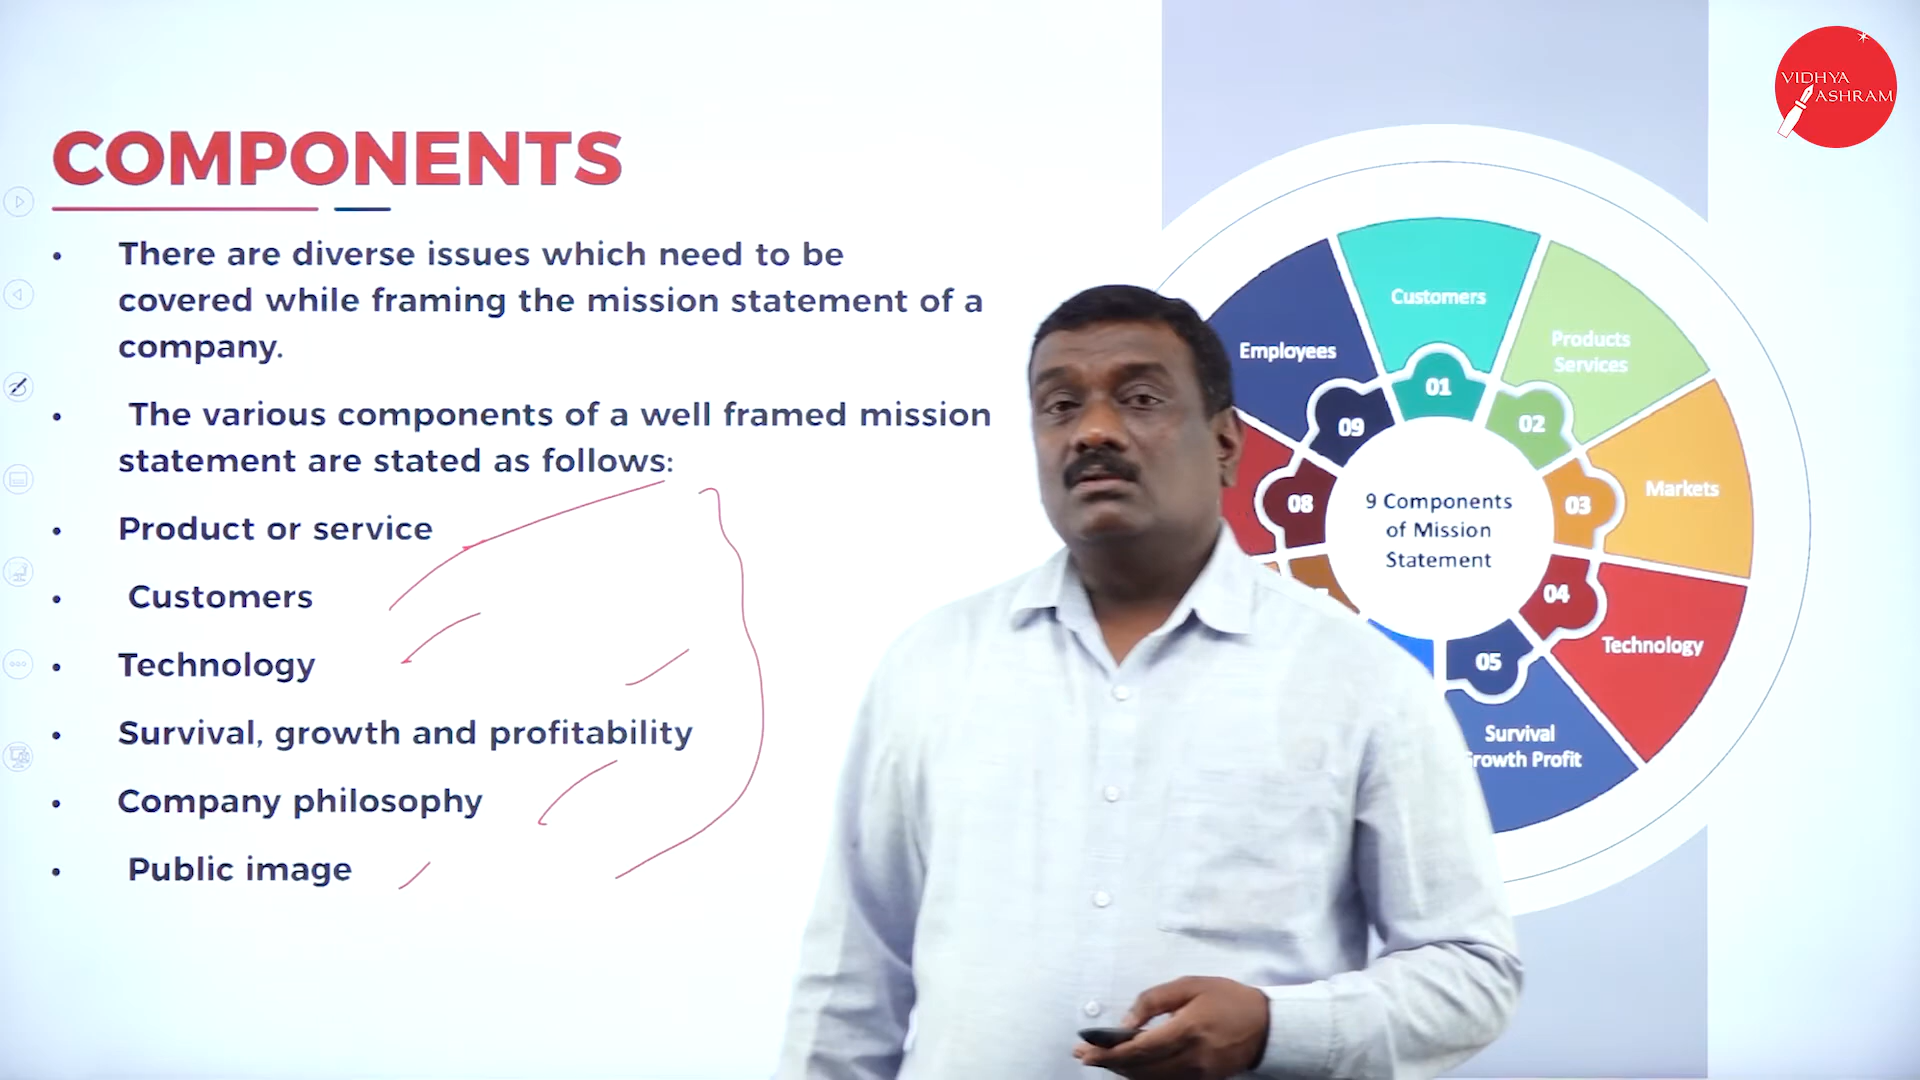 VIDHYA
ASHRAM
COMPONENTS
• There are diverse issues which need to be
covered while framing the mission statement of a
company.
• The various components of a well framed mission
statement are stated as follows:
• Product or service
• Customers
• Technology
• Survival, growth and profitability
• Company philosophy
• Public image
Customers
01
Products
Services
02
Markets
03
Technology
04
Survival
Growth Profit
05
08
Employees
09
9 Components
of Mission
Statement